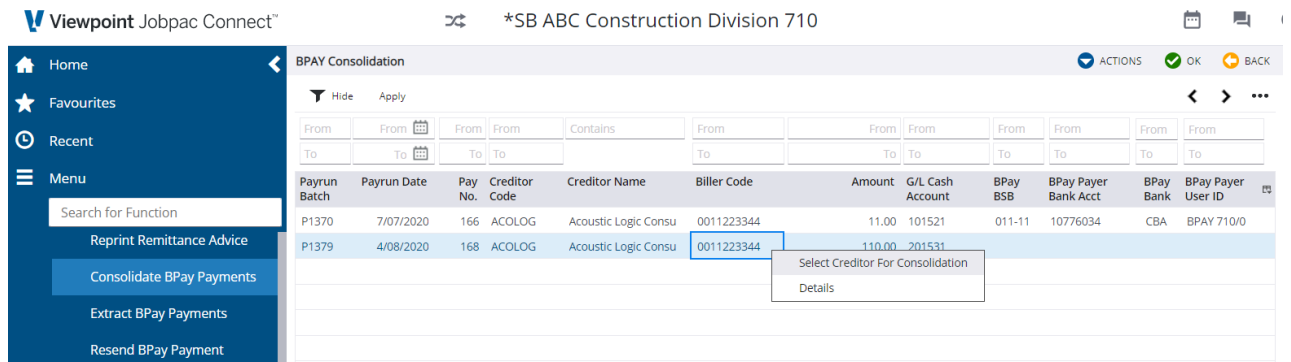 Viewpoint Jobpac Connect™
*SB ABC Construction Division 710
Home
Favourites
Recent
Menu
Search for Function
Reprint Remittance Advice
Consolidate BPay Payments
Extract BPay Payments
Resend BPay Payment
BPAY Consolidation
ACTIONS OK BACK
Hide Apply
From From From From Contains From From From From From From From
To To To To To To To To To To To
Payrun Batch Payrun Date Pay No. Creditor Code Creditor Name Biller Code Amount G/L Cash Account BPay BSB BPay Payer Bank Acct BPay Bank BPay Payer User ID
P1370 7/07/2020 166 ACOLOG Acoustic Logic Consu 0011223344 11.00 101521 011-11 10776034 CBA BPAY 710/0
P1379 4/08/2020 168 ACOLOG Acoustic Logic Consu 0011223344 110.00 201531
Select Creditor For Consolidation
Details